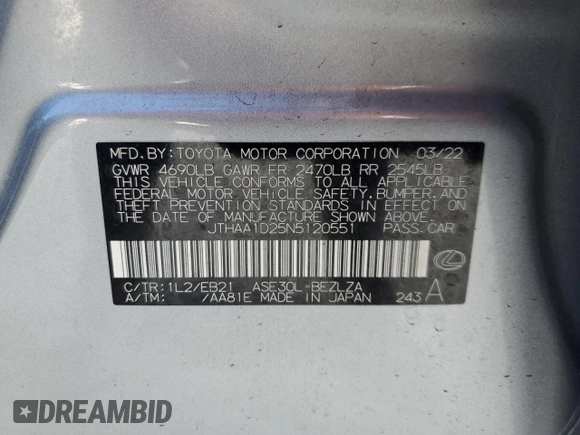 MFD.BY:TOYOTA MOTOR CORPORATION 03/22
GVWR 4690LB GAWR FR 2470LB RR 2545LB
THIS VEHICLE CONFORMS TO ALL APPLICABLE
FEDERAL MOTOR VEHICLE SAFETY,BUMPER,AND
THEFT PREVENTION STANDARDS IN EFFECT ON
THE DATE OF MANUFACTURE SHOWN ABOVE.
JTHAA1D25N5120551 PASS.CAR
C/TR:1L2/EB21 ASE30L-BEZLZA
A/TM: /AA81E MADE IN JAPAN 243 A
DREAMBID